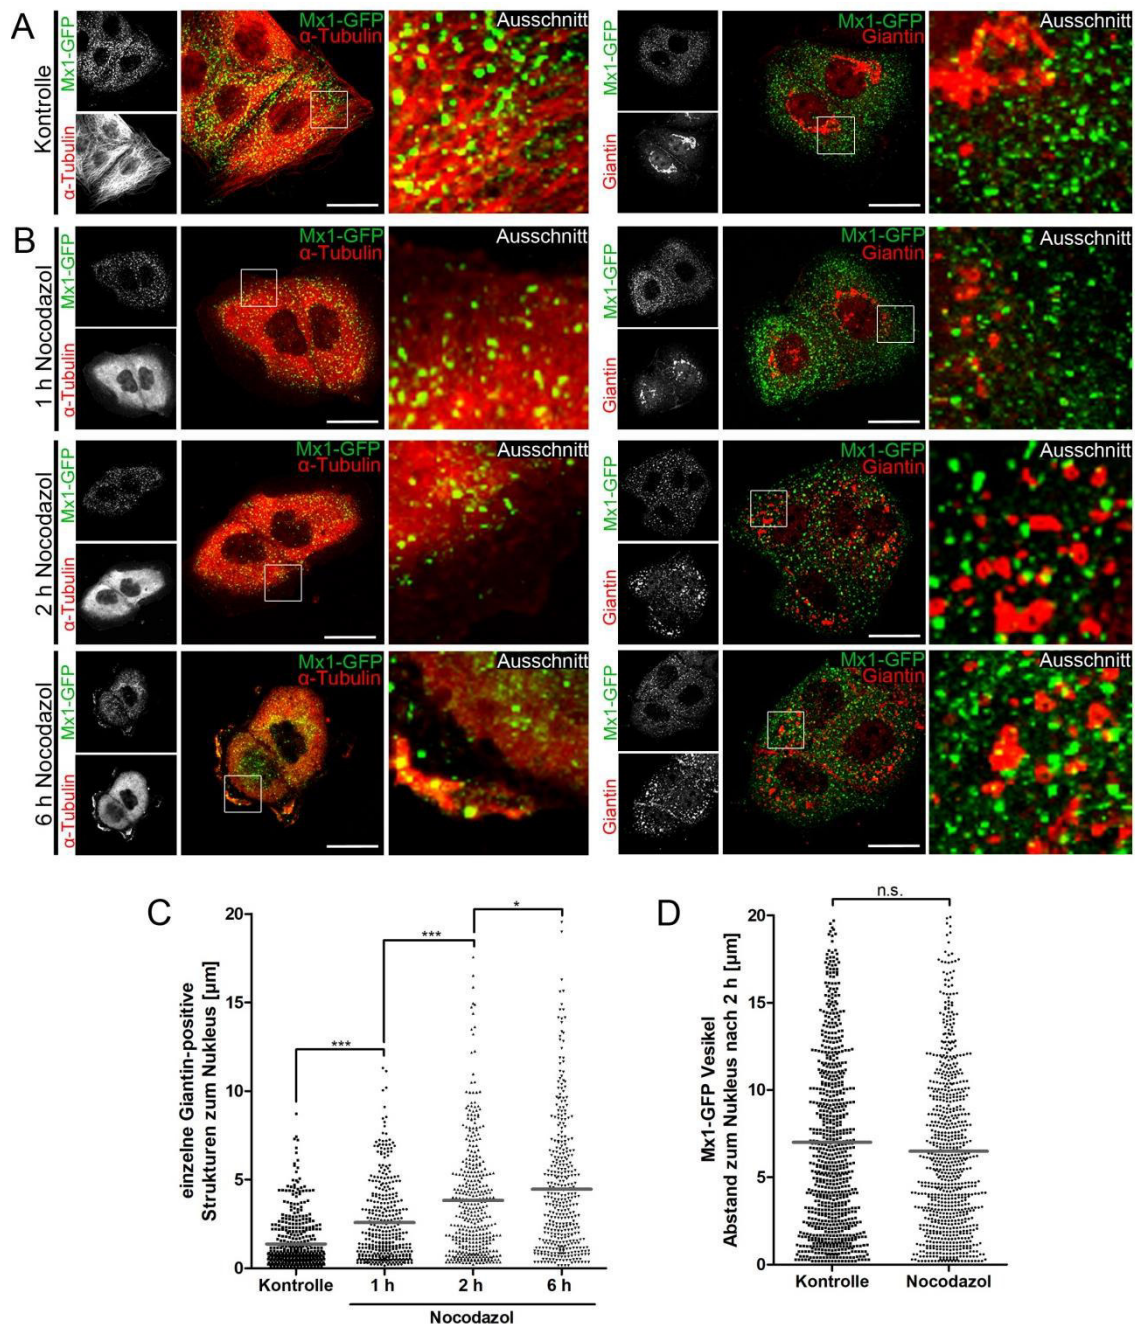 A
Kontrolle
Mx1-GFP
α-Tubulin
Mx1-GFP
α-Tubulin
Ausschnitt
Mx1-GFP
Giantin
Mx1-GFP
Giantin
Ausschnitt
B
1 h Nocodazol
Mx1-GFP
α-Tubulin
Mx1-GFP
α-Tubulin
Ausschnitt
Mx1-GFP
Giantin
Mx1-GFP
Giantin
Ausschnitt
2 h Nocodazol
Mx1-GFP
α-Tubulin
Mx1-GFP
α-Tubulin
Ausschnitt
Mx1-GFP
Giantin
Mx1-GFP
Giantin
Ausschnitt
6 h Nocodazol
Mx1-GFP
α-Tubulin
Mx1-GFP
α-Tubulin
Ausschnitt
Mx1-GFP
Giantin
Mx1-GFP
Giantin
Ausschnitt
C
einzelne Giantin-positive
Strukturen zum Nukleus [µm]
20
15
10
5
0
***
***
*
Kontrolle 1 h 2 h 6 h
Nocodazol
D
Mx1-GFP Vesikel
Abstand zum Nukleus nach 2 h [µm]
20
15
10
5
0
n.s.
Kontrolle Nocodazol